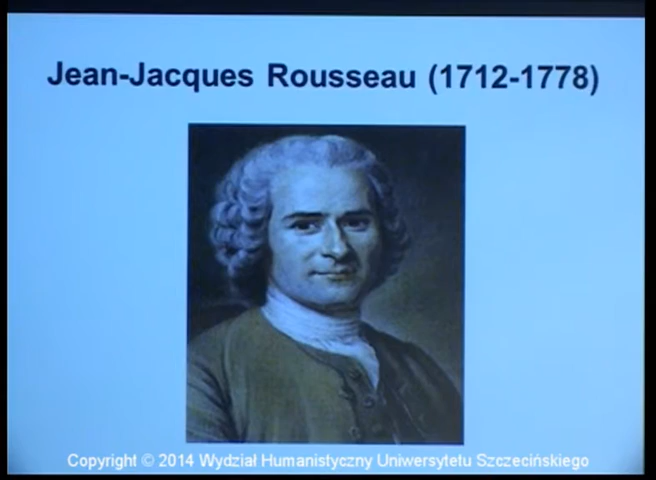 Jean-Jacques Rousseau (1712-1778)
Copyright © 2014 Wydział Humanistyczny Uniwersytetu Szczecińskiego